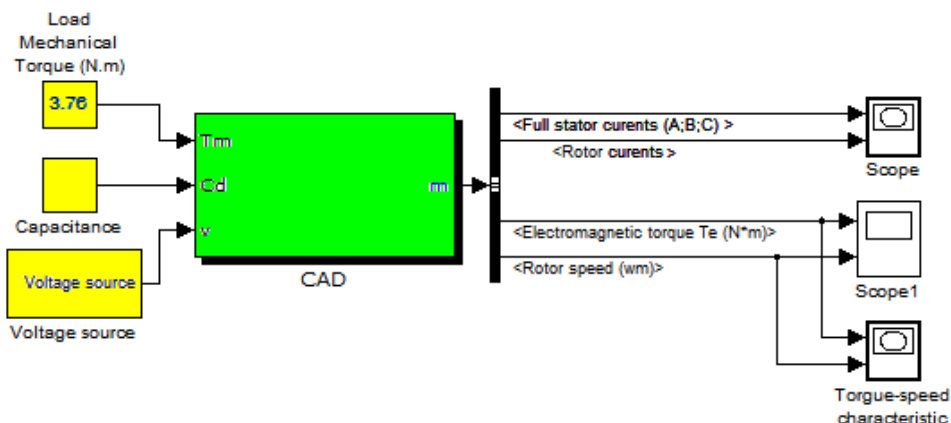 Load
Mechanical
Torque (N.m)
3.76
Tm
Cd
m
v
Capacitance
Voltage source
Voltage source
CAD
<Full stator curents (A;B;C) >
<Rotor curents >
<Electromagnetic torque Te (N*m)>
<Rotor speed (wm)>
Scope
Scope1
Torgue-speed
characteristic